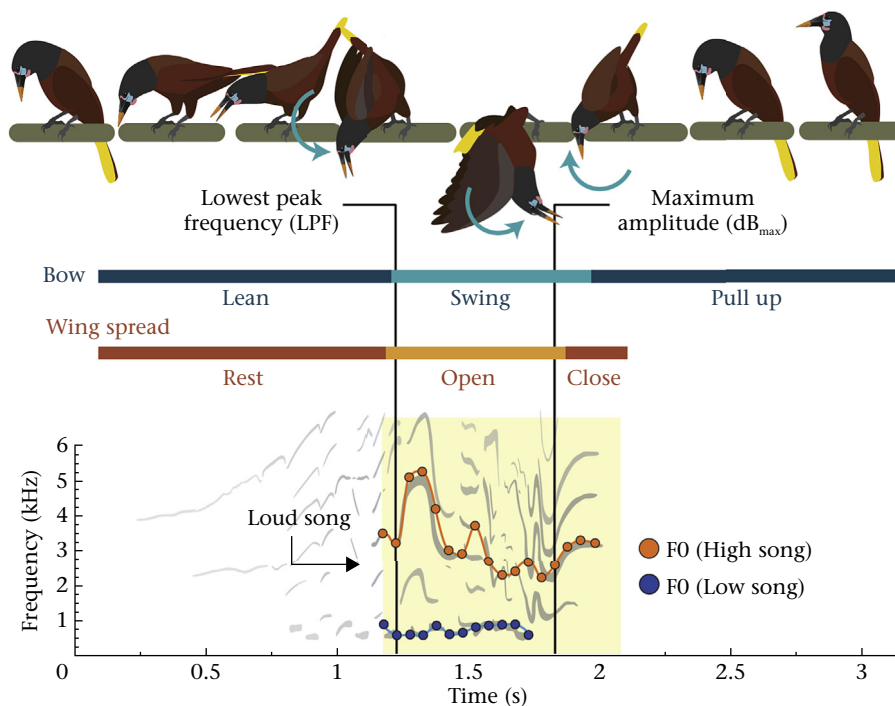 Lowest peak
frequency (LPF)
Maximum
amplitude (dBmax)
Bow
Lean
Swing
Pull up
Wing spread
Rest
Open
Close
Frequency (kHz)
6
5
4
3
2
1
0
Loud song
F0 (High song)
F0 (Low song)
0.5
1
1.5
2
2.5
3
Time (s)